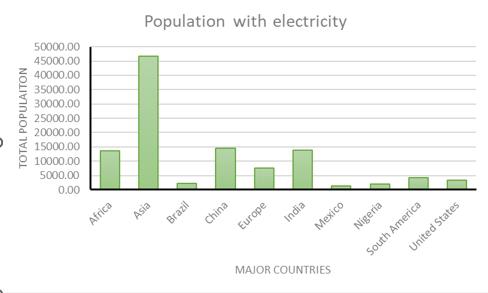 Population with electricity
50000.00
45000.00
40000.00
35000.00
30000.00
25000.00
20000.00
15000.00
10000.00
5000.00
0.00
TOTAL POPULAITON
Africa
Asia
Brazil
China
Europe
India
Mexico
Nigeria
South America
United States
MAJOR COUNTRIES